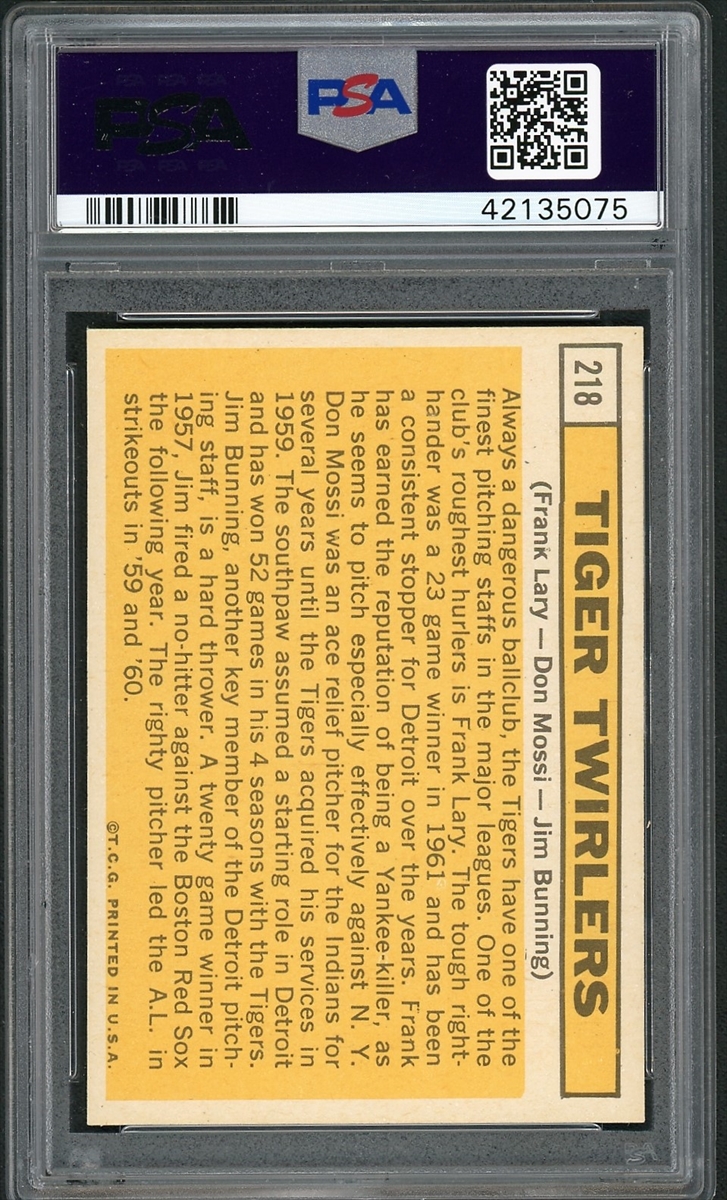 PSA
PSA
42135075
218
TIGER TWIRLERS
(Frank Lary — Don Mossi — Jim Bunning)
Always a dangerous ballclub, the Tigers have one of the
finest pitching staffs in the major leagues. One of the
club's roughest hurlers is Frank Lary. The tough right-
hander was a 23 game winner in 1961 and has been
a consistent stopper for Detroit over the years. Frank
has earned the reputation of being a Yankee-killer, as
he seems to pitch especially effectively against N. Y.
Don Mossi was an ace relief pitcher for the Indians for
several years until the Tigers acquired his services in
1959. The southpaw assumed a starting role in Detroit
and has won 52 games in his 4 seasons with the Tigers.
Jim Bunning, another key member of the Detroit pitch-
ing staff, is a hard thrower. A twenty game winner in
1957, Jim fired a no-hitter against the Boston Red Sox
the following year. The righty pitcher led the A.L. in
strikeouts in '59 and '60.
©T.C.G. PRINTED IN U.S.A.